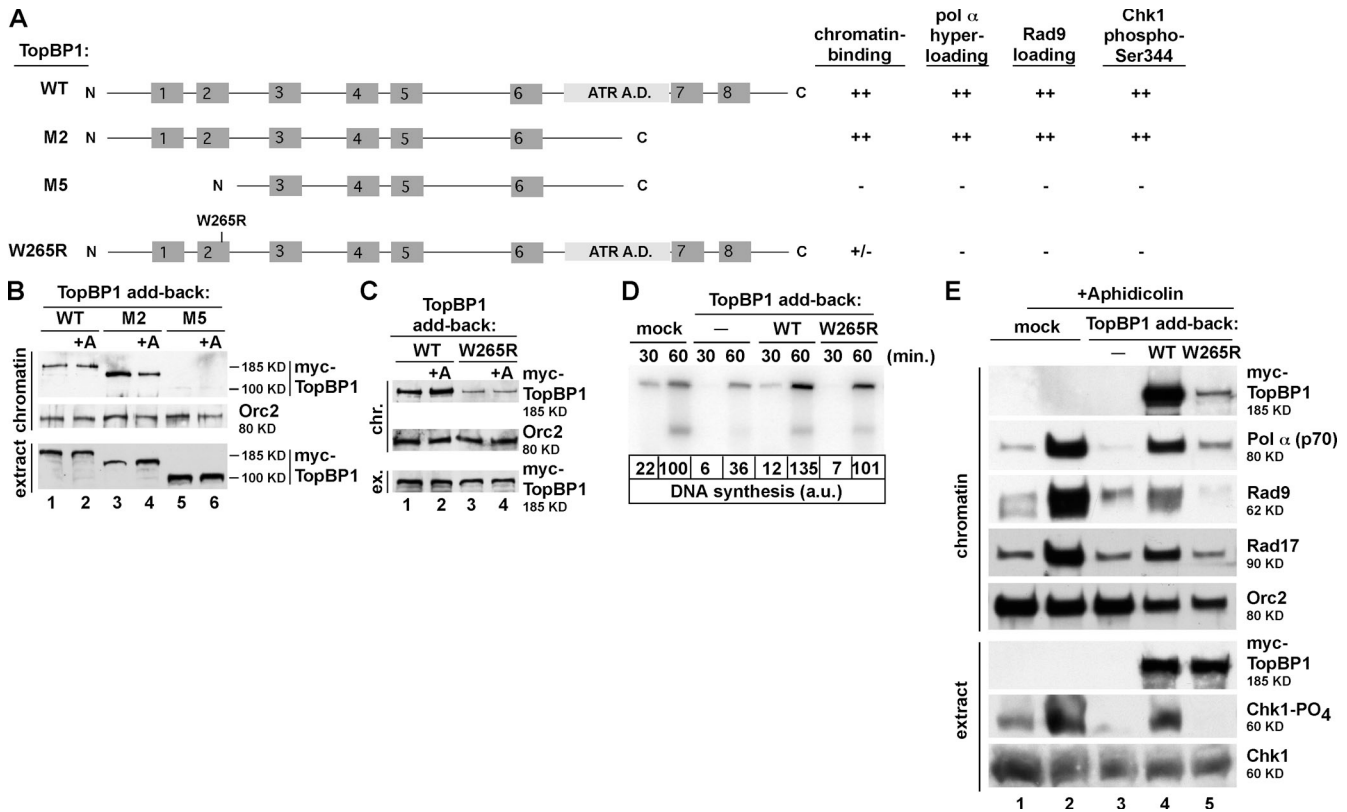 A
TopBP1:
chromatin-
binding
pol α
hyper-
loading
Rad9
loading
Chk1
phospho-
Ser344
WT N 1 2 3 4 5 6 ATR A.D. 7 8 C ++ ++ ++ ++
M2 N 1 2 3 4 5 6 C ++ ++ ++ ++
M5 N 3 4 5 6 C - - - -
W265R
W265R N 1 2 3 4 5 6 ATR A.D. 7 8 C +/- - - -
B
TopBP1 add-back:
WT M2 M5
+A +A +A
chromatin
185 KD
100 KD
myc-
TopBP1
Orc2
80 KD
extract
185 KD
100 KD
myc-
TopBP1
1 2 3 4 5 6
C
TopBP1
add-back:
WT W265R
+A +A
chr.
myc-
TopBP1
185 KD
Orc2
80 KD
ex.
myc-
TopBP1
185 KD
1 2 3 4
D
TopBP1 add-back:
mock — WT W265R
30 60 30 60 30 60 30 60 (min.)
22 100 6 36 12 135 7 101
DNA synthesis (a.u.)
E
+Aphidicolin
mock TopBP1 add-back:
— WT W265R
chromatin
myc-
TopBP1
185 KD
Pol α (p70)
80 KD
Rad9
62 KD
Rad17
90 KD
Orc2
80 KD
extract
myc-
TopBP1
185 KD
Chk1-PO4
60 KD
Chk1
60 KD
1 2 3 4 5